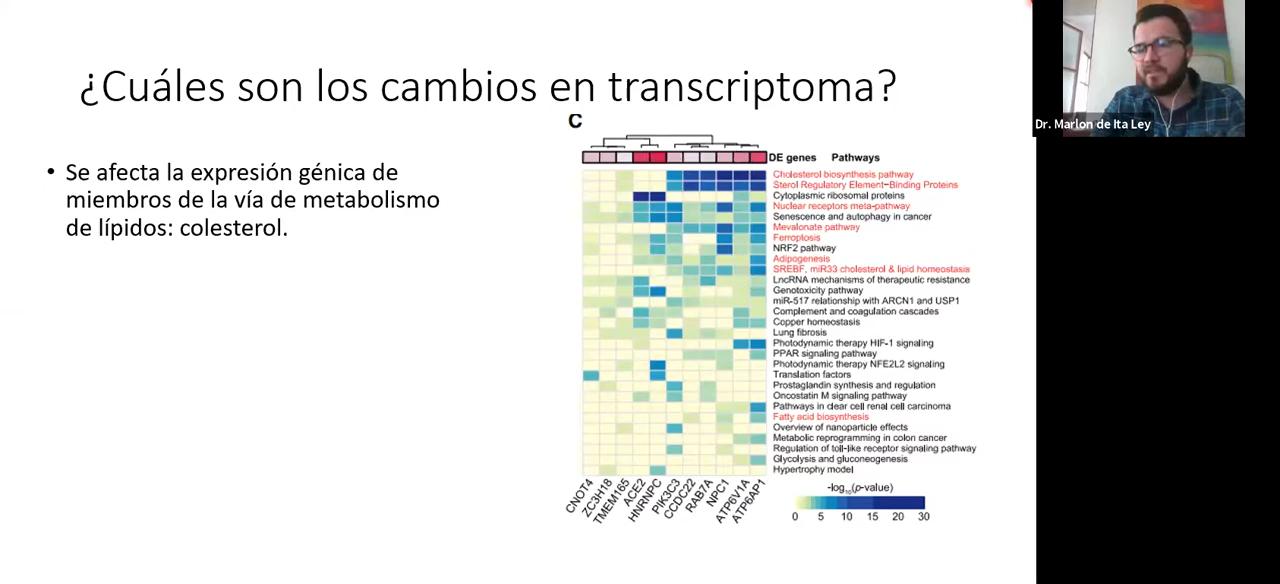 ¿Cuáles son los cambios en transcriptoma?
Dr. Marlon de Ita Ley
• Se afecta la expresión génica de
miembros de la vía de metabolismo
de lípidos: colesterol.
C
DE genes Pathways
Cholesterol biosynthesis pathway
Sterol Regulatory Element-Binding Proteins
Cytoplasmic ribosomal proteins
Nuclear receptors meta-pathway
Senescence and autophagy in cancer
Mevalonate pathway
Ferroptosis
NRF2 pathway
Adipogenesis
SREBF, miR33 cholesterol & lipid homeostasis
LncRNA mechanisms of therapeutic resistance
Genotoxicity pathway
miR-517 relationship with ARCN1 and USP1
Complement and coagulation cascades
Copper homeostasis
Lung fibrosis
Photodynamic therapy HIF-1 signaling
PPAR signaling pathway
Photodynamic therapy NFE2L2 signaling
Translation factors
Prostaglandin synthesis and regulation
Oncostatin M signaling pathway
Pathways in clear cell renal cell carcinoma
Fatty acid biosynthesis
Overview of nanoparticle effects
Metabolic reprogramming in colon cancer
Regulation of toll-like receptor signaling pathway
Glycolysis and gluconeogenesis
Hypertrophy model
CNOT4
ZC3H18
TMEM165
ACE2
HNRNPC
PIK3C3
CCDC22
RAB7A
NPC1
ATP6V1A
ATP6AP1
-log10(p-value)
0 5 10 15 20 30